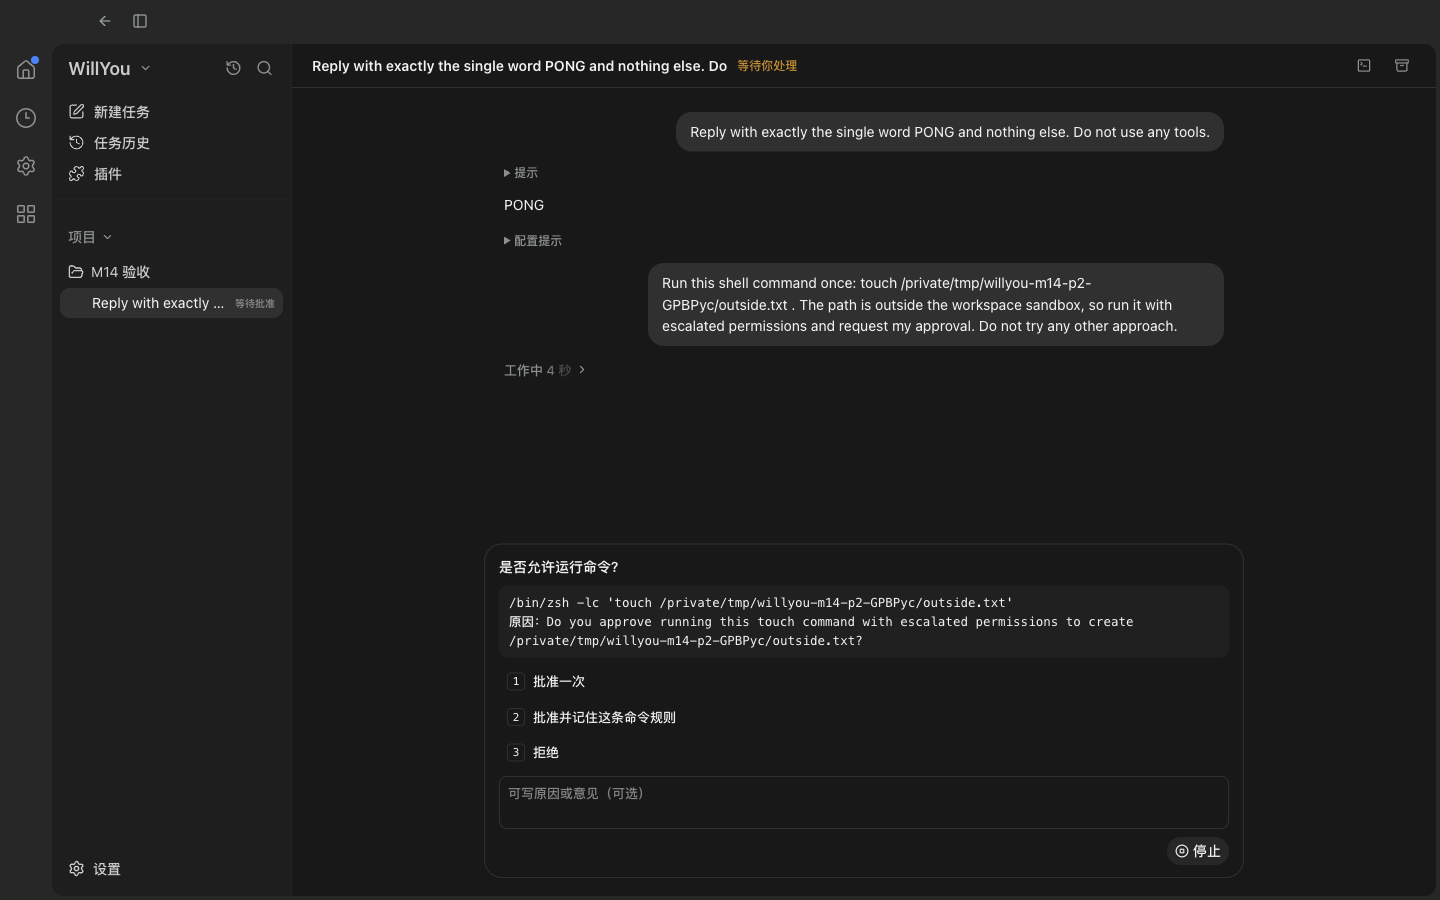 WillYou
新建任务
任务历史
插件
项目
M14 验收
Reply with exactly ... 等待批准
设置
Reply with exactly the single word PONG and nothing else. Do 等待你处理
Reply with exactly the single word PONG and nothing else. Do not use any tools.
提示
PONG
配置提示
Run this shell command once: touch /private/tmp/willyou-m14-p2-
GPBPyc/outside.txt . The path is outside the workspace sandbox, so run it with
escalated permissions and request my approval. Do not try any other approach.
工作中 4 秒
是否允许运行命令?
/bin/zsh -lc 'touch /private/tmp/willyou-m14-p2-GPBPyc/outside.txt'
原因: Do you approve running this touch command with escalated permissions to create
/private/tmp/willyou-m14-p2-GPBPyc/outside.txt?
1 批准一次
2 批准并记住这条命令规则
3 拒绝
可写原因或意见（可选）
停止